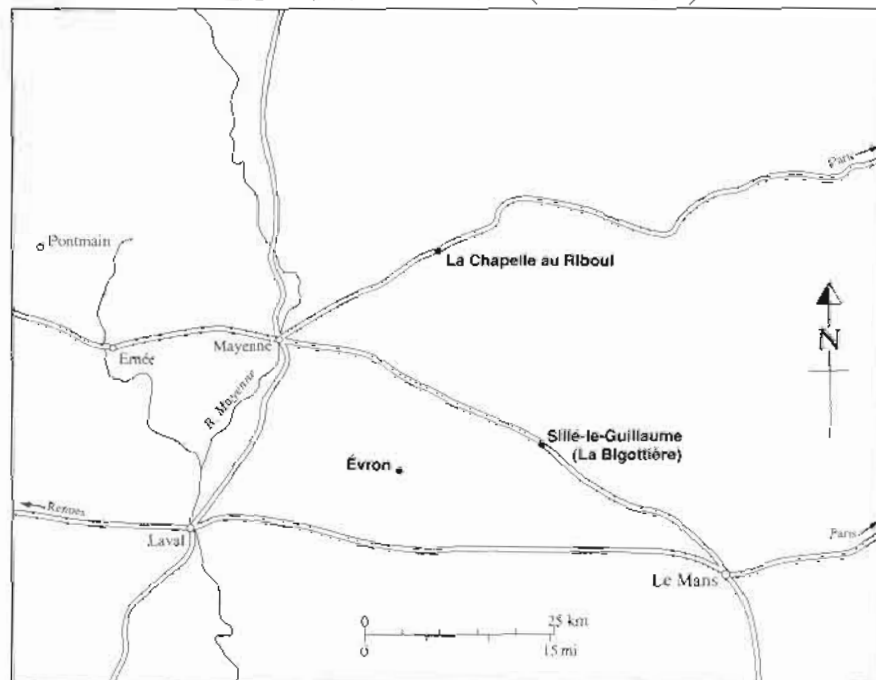 Paris
Pontmain
La Chapelle au Riboul
N
Ernée
Mayenne
R. Mayenne
Sillé-le-Guillaume
(La Bigottière)
Évron
Rennes
Laval
Paris
Le Mans
0
25 km
0
15 mi